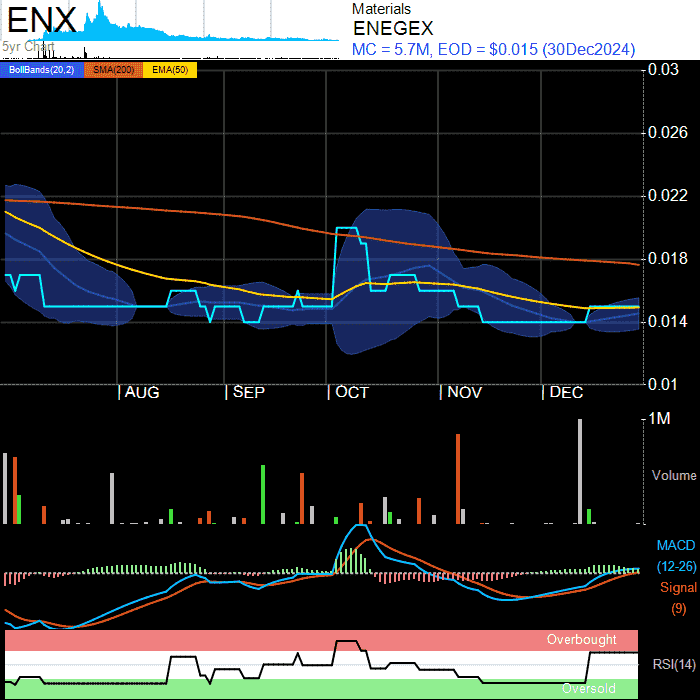 ENX
5yr Chart
Materials
ENEGEX
MC = 5.7M, EOD = $0.015 (30Dec2024)
BollBands(20,2) SMA(200) EMA(50)
0.03
0.026
0.022
0.018
0.014
0.01
AUG SEP OCT NOV DEC
1M
Volume
MACD
(12-26)
Signal
(9)
Overbought
RSI(14)
Oversold